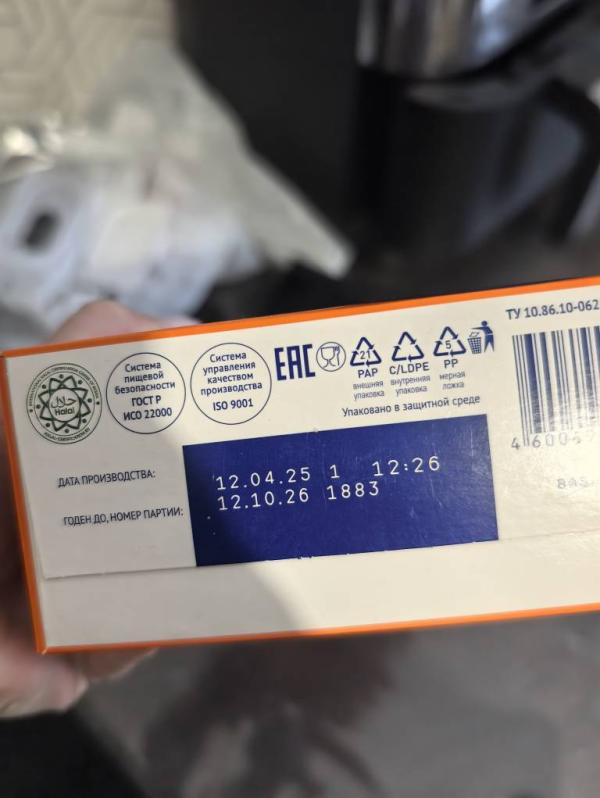 ТУ 10.86.10-062
Система
пищевой
безопасности
ГОСТ Р
ИСО 22000
Система
управления
качеством
производства
ISO 9001
EAC
21
PAP
внешняя
упаковка
C/LDPE
внутренняя
упаковка
5
PP
мерная
ложка
Упаковано в защитной среде
Halal
ДАТА ПРОИЗВОДСТВА:
12.04.25 1 12:26
ГОДЕН ДО, НОМЕР ПАРТИИ:
12.10.26 1883